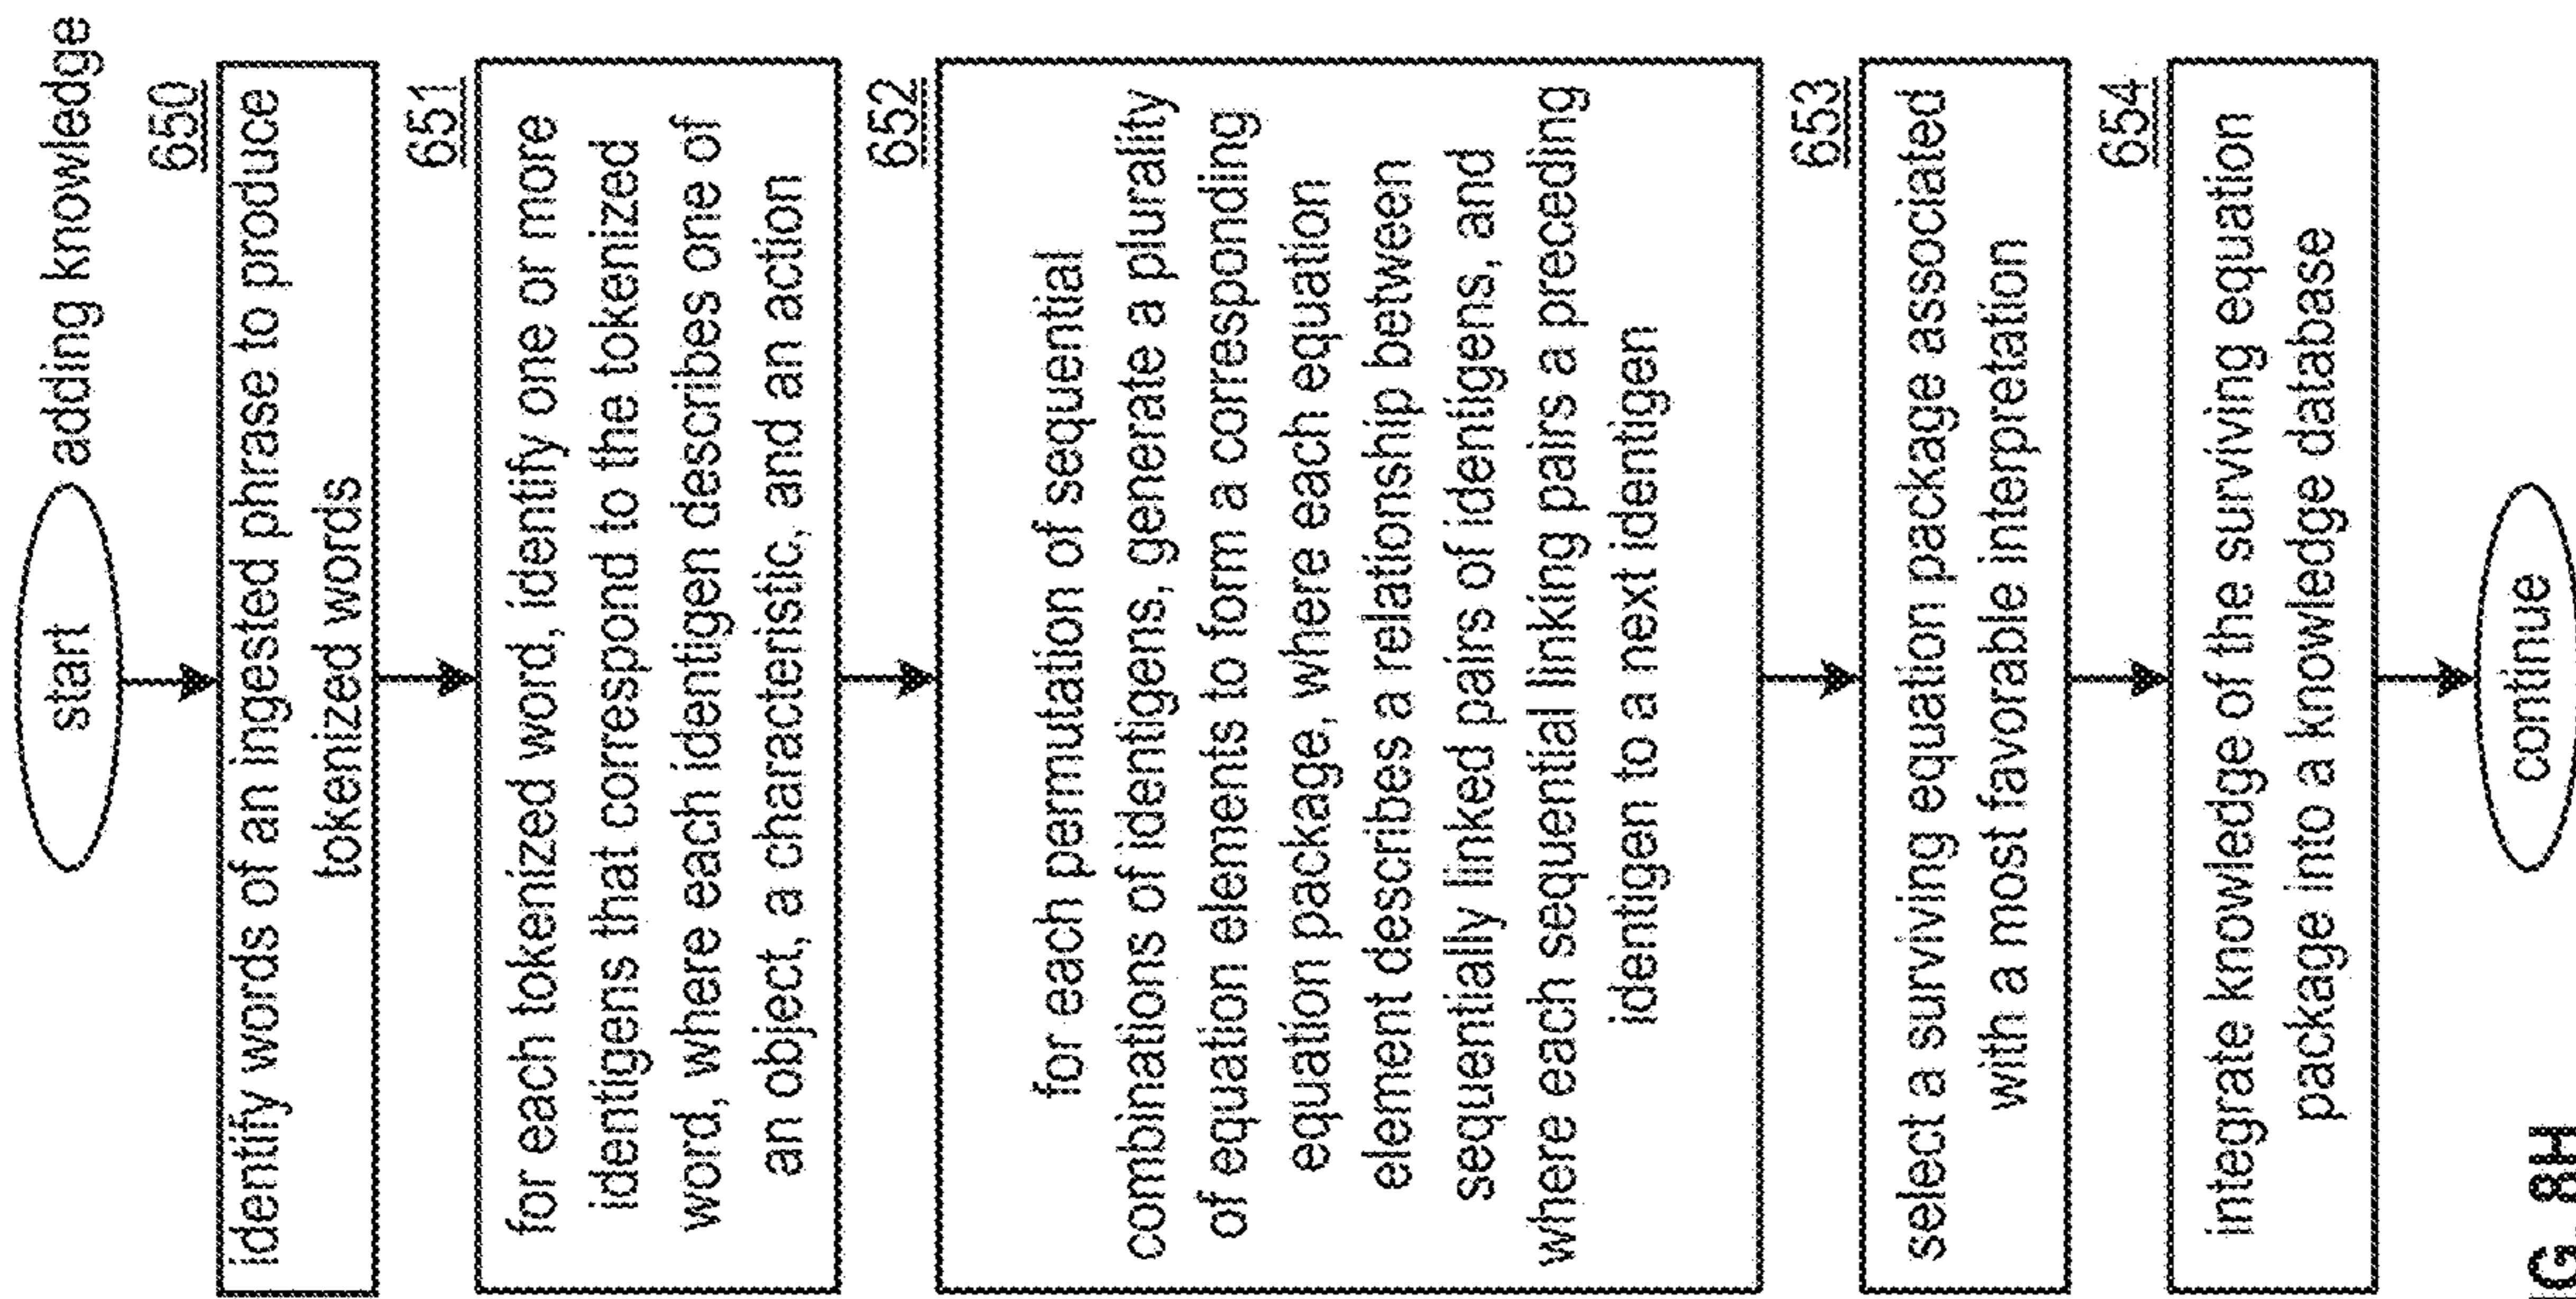 start
adding knowledge
650
identify words of an ingested phrase to produce
tokenized words
651
for each tokenized word, identify one or more
identigens that correspond to the tokenized
word, where each identigen describes one of
an object, a characteristic, and an action
652
for each permutation of sequential
combinations of identigens, generate a plurality
of equation elements to form a corresponding
equation package, where each equation
element describes a relationship between
sequentially linked pairs of identigens, and
where each sequential linking pairs a preceding
identigen to a next identigen
653
select a surviving equation package associated
with a most favorable interpretation
654
integrate knowledge of the surviving equation
package into a knowledge database
continue
IG. 8H